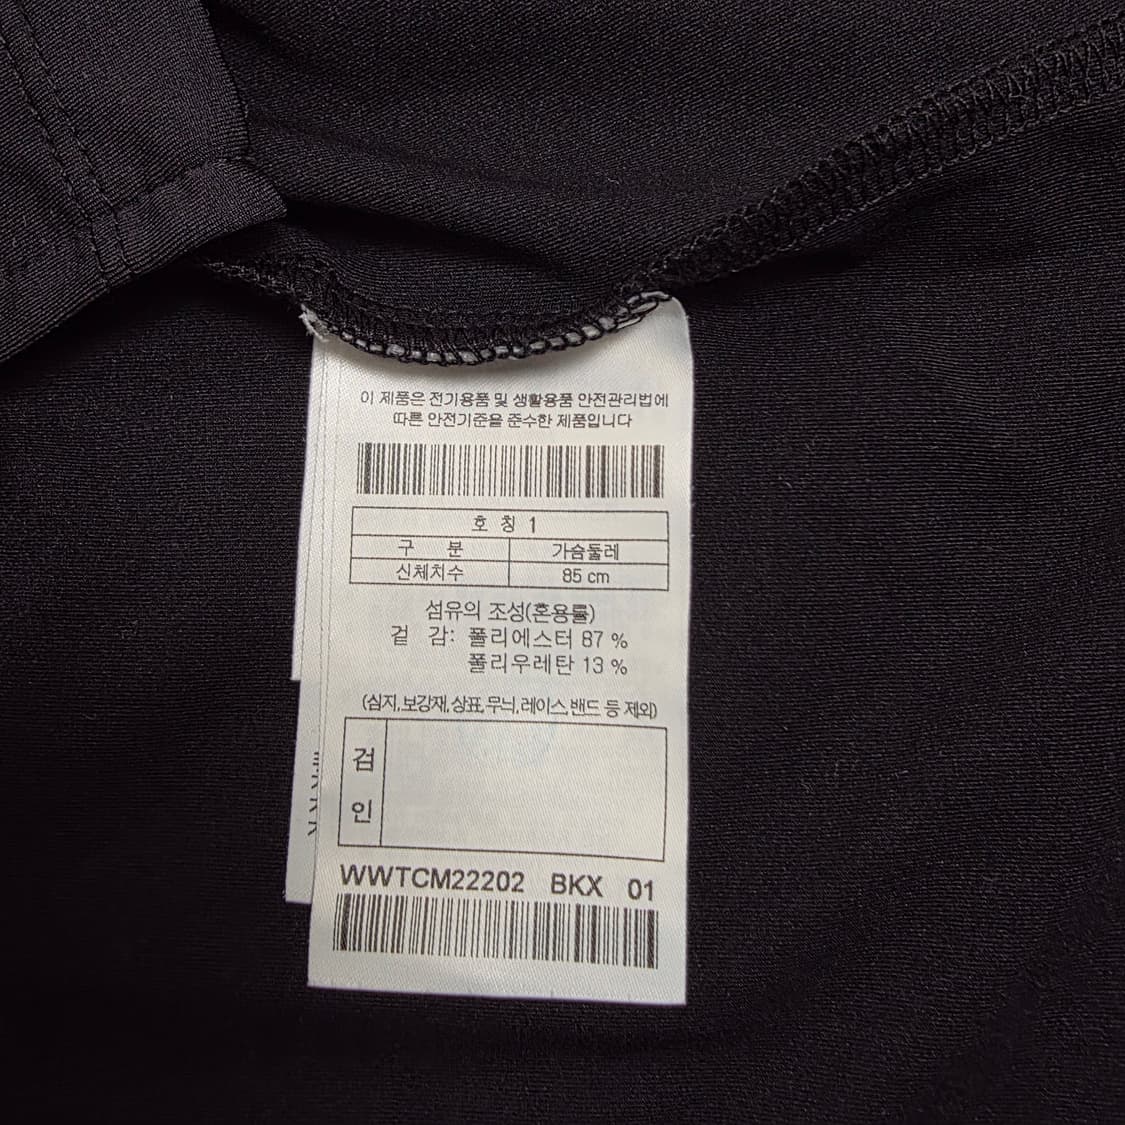 이 제품은 전기용품 및 생활용품 안전관리법에
따른 안전기준을 준수한 제품입니다
호 칭 1
구 분 가슴둘레
신체치수 85 cm
섬유의 조성(혼용률)
겉 감: 폴리에스터 87 %
폴리우레탄 13 %
(심지,보강재,상표,무늬,레이스,밴드 등 제외)
검
인
WWTCM22202 BKX 01